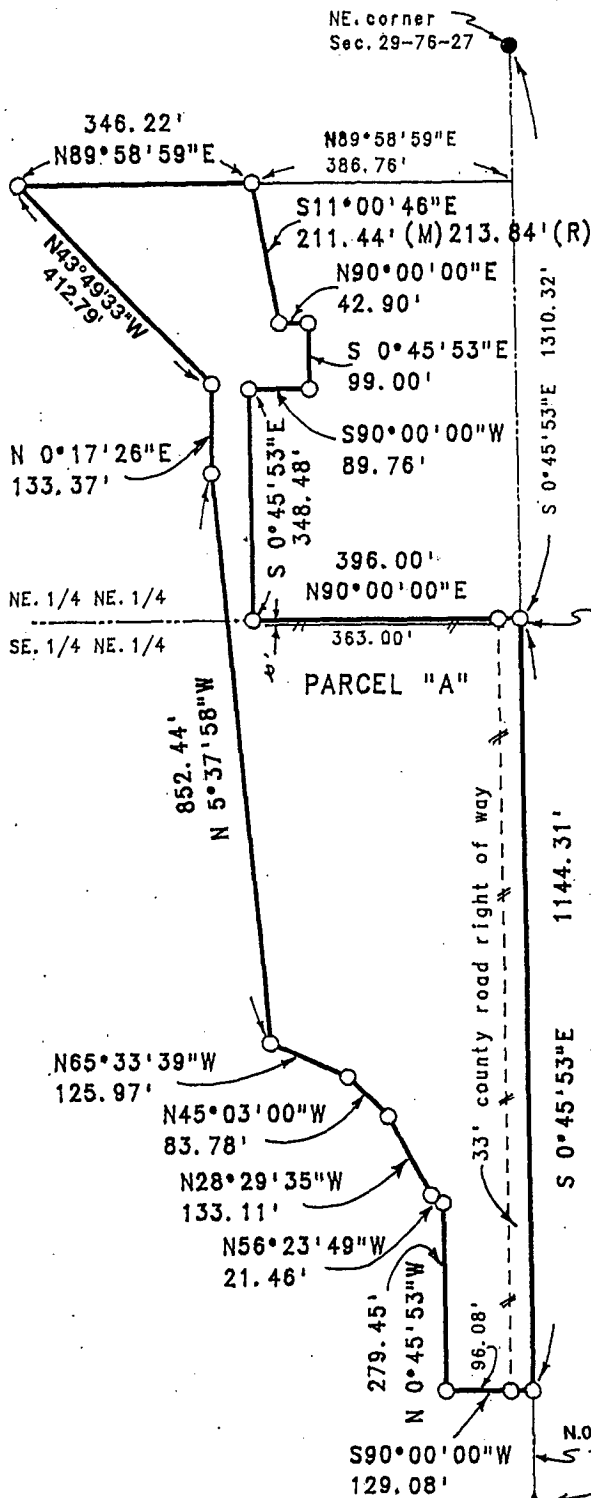 NE. corner
Sec. 29-76-27
346.22'
N89°58'59"E
N89°58'59"E
386.76'
S11°00'46"E
211.44' (M) 213.84' (R)
N43°49'33"W
412.79'
N90°00'00"E
42.90'
S 0°45'53"E 1310.32'
S 0°45'53"E
99.00'
S90°00'00"W
89.76'
N 0°17'26"E
133.37'
S 0°45'53"E
348.48'
396.00'
N90°00'00"E
NE. 1/4 NE. 1/4
SE. 1/4 NE. 1/4
363.00'
PARCEL "A"
852.44'
N 5°37'58"W
33' county road right of way
S 0°45'53"E 1144.31'
N65°33'39"W
125.97'
N45°03'00"W
83.78'
N28°29'35"W
133.11'
N56°23'49"W
21.46'
279.45'
N 0°45'53"W
96.08'
S90°00'00"W
129.08'
N.0